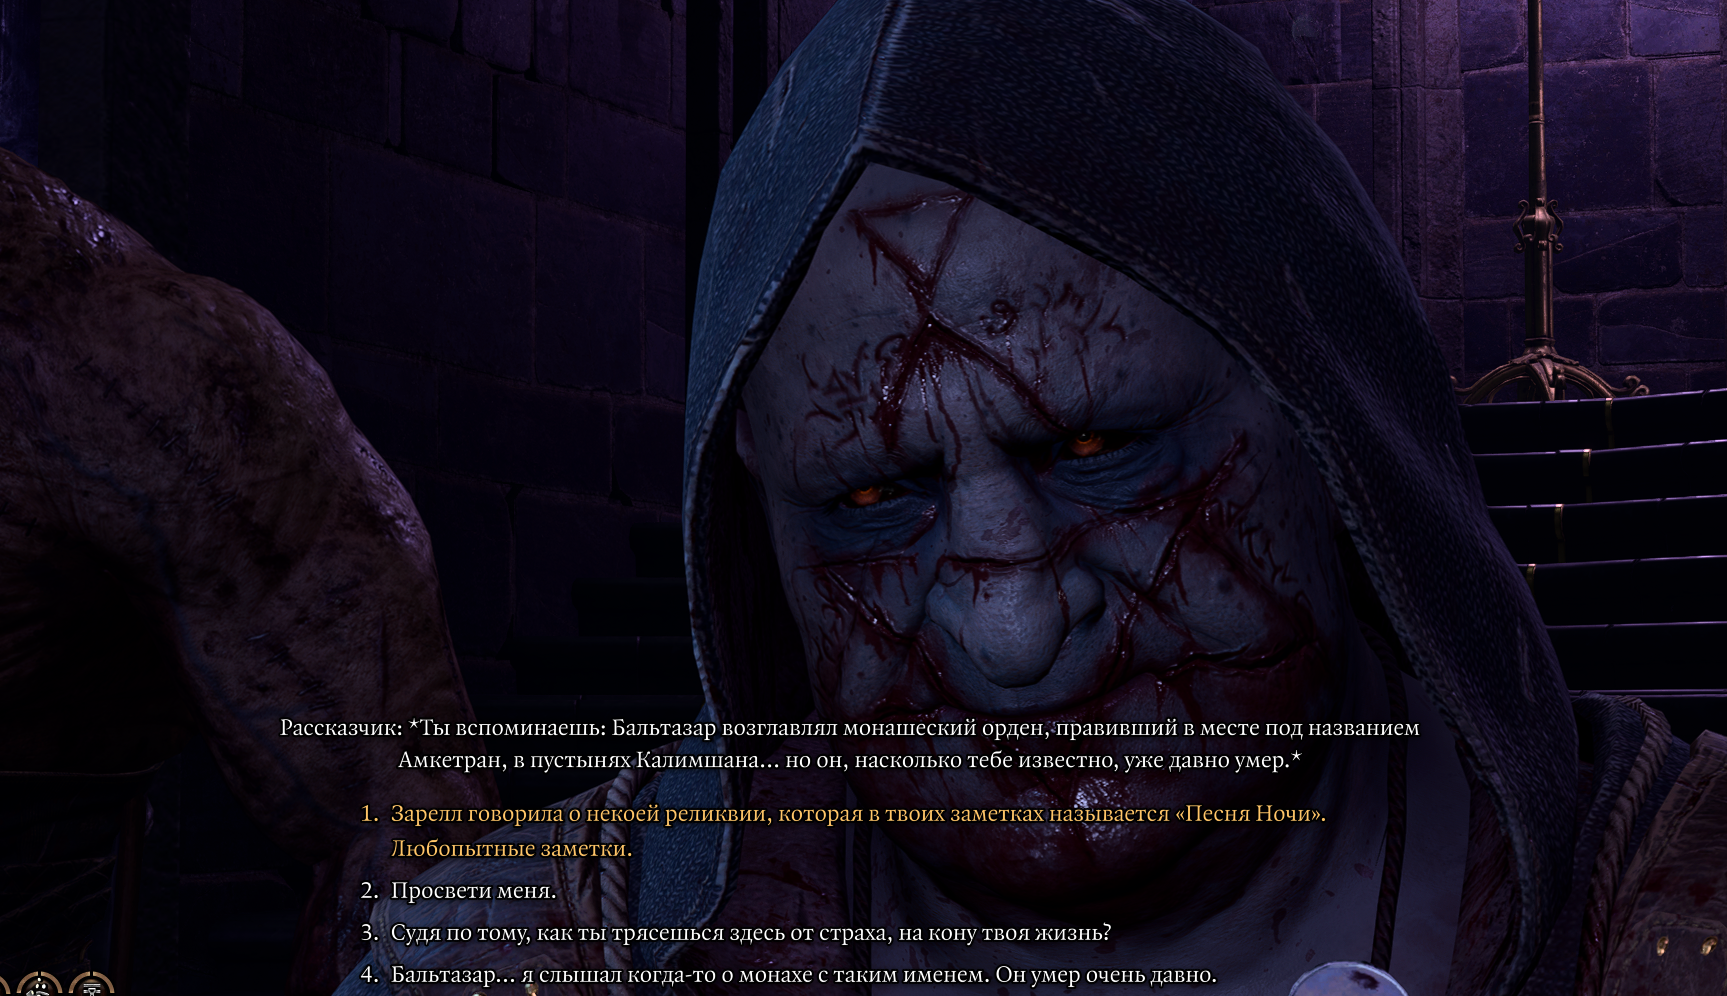 Рассказчик: *Ты вспоминаешь: Бальтазар возглавлял монашеский орден, правивший в месте под названием
Амкетран, в пустынях Калимшана... но он, насколько тебе известно, уже давно умер.*
1. Зарелл говорила о некоей реликвии, которая в твоих заметках называется «Песня Ночи».
Любопытные заметки.
2. Просвети меня.
3. Судя по тому, как ты трясешься здесь от страха, на кону твоя жизнь?
4. Бальтазар... я слышал когда-то о монахе с таким именем. Он умер очень давно.